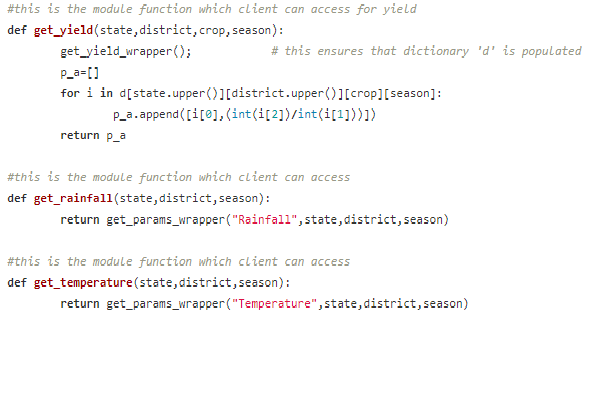 #this is the module function which client can access for yield
def get_yield(state,district,crop,season):
get_yield_wrapper(); # this ensures that dictionary 'd' is populated
p_a=[]
for i in d[state.upper()][district.upper()][crop][season]:
p_a.append([i[0],(int(i[2])/int(i[1]))])
return p_a
#this is the module function which client can access
def get_rainfall(state,district,season):
return get_params_wrapper("Rainfall",state,district,season)
#this is the module function which client can access
def get_temperature(state,district,season):
return get_params_wrapper("Temperature",state,district,season)